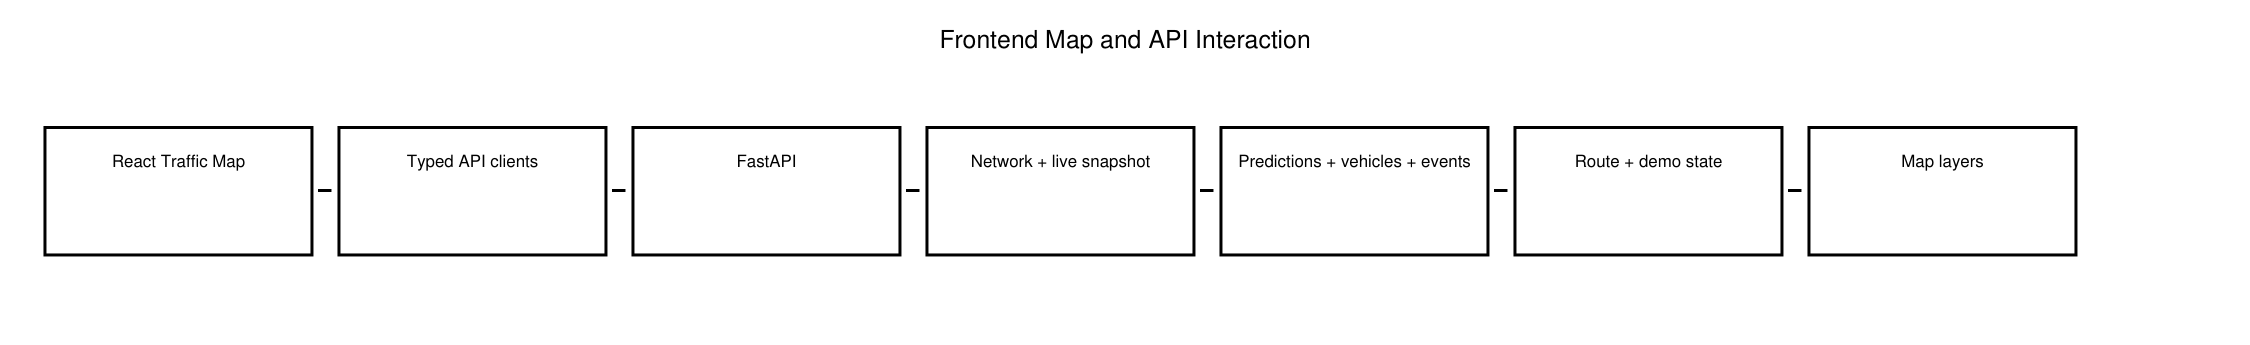 Frontend Map and API Interaction
React Traffic Map
Typed API clients
FastAPI
Network + live snapshot
Predictions + vehicles + events
Route + demo state
Map layers